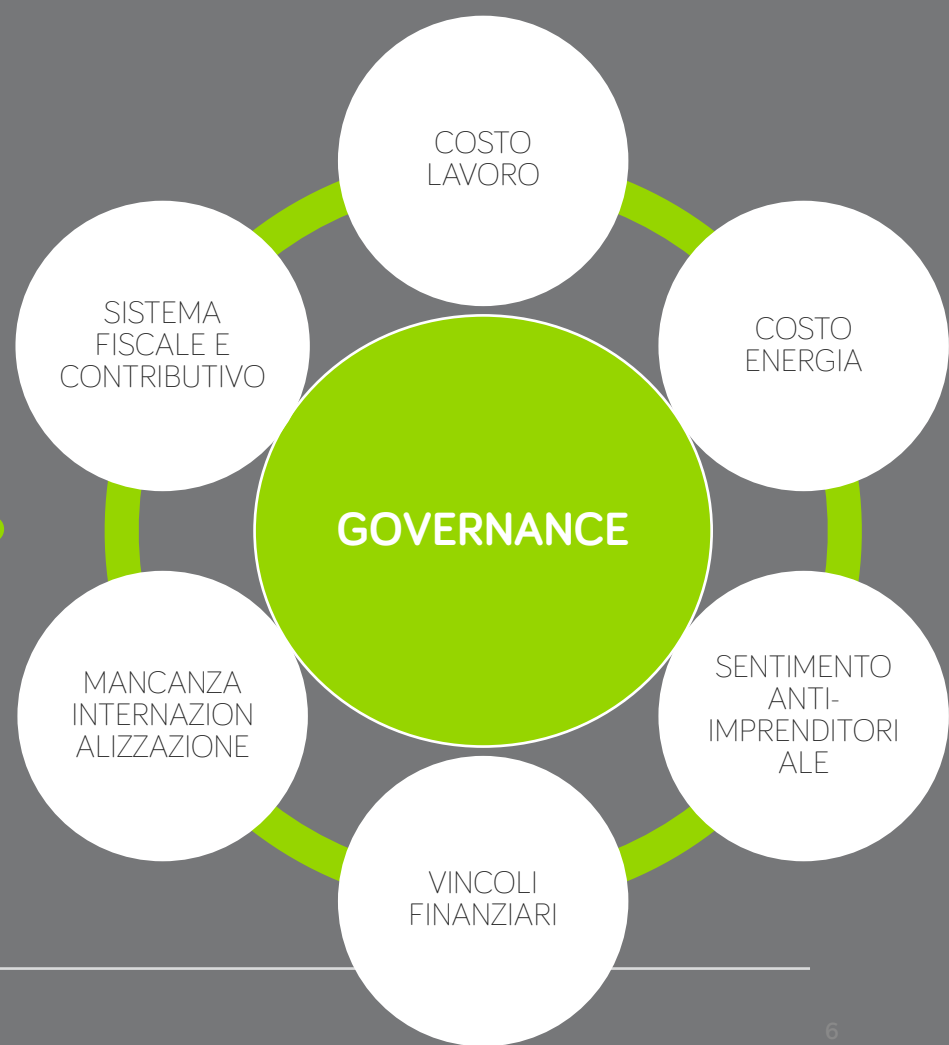 COSTO
LAVORO
SISTEMA
FISCALE E
CONTRIBUTIVO
COSTO
ENERGIA
GOVERNANCE
MANCANZA
INTERNAZION
ALIZZAZIONE
SENTIMENTO
ANTI-
IMPRENDITORI
ALE
VINCOLI
FINANZIARI
6